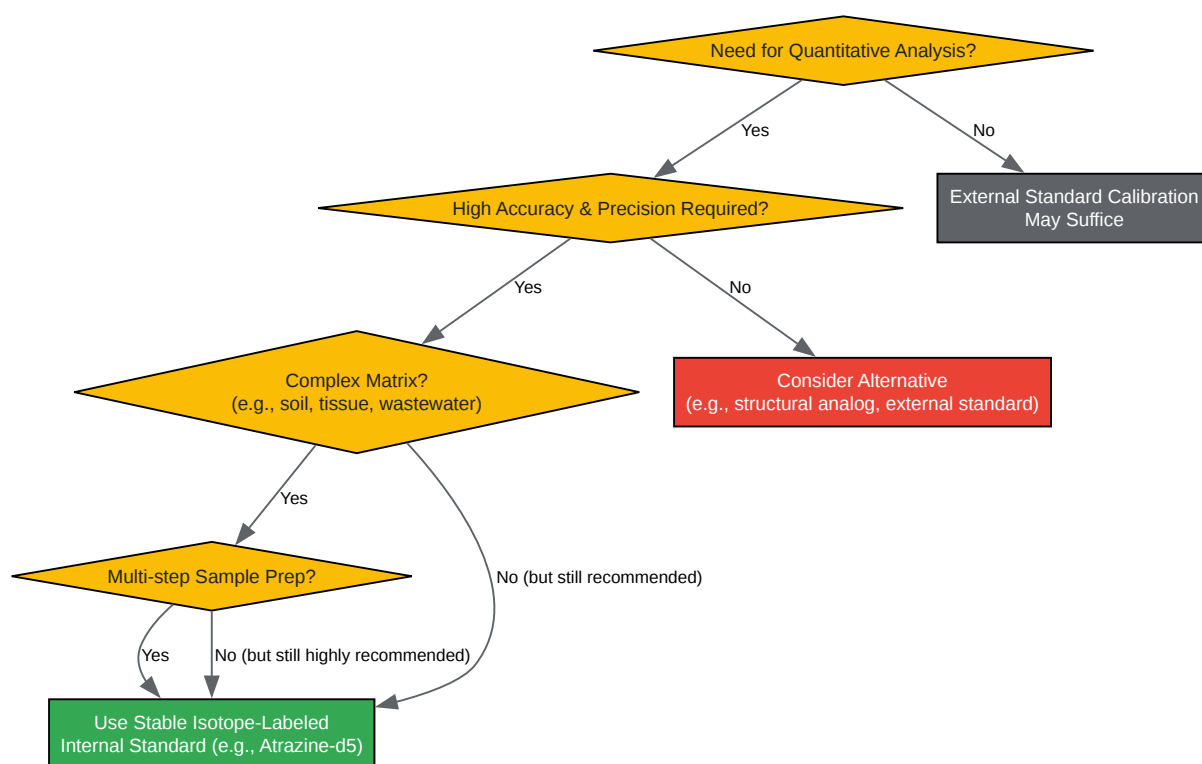 Need for Quantitative Analysis?
Yes
No
High Accuracy & Precision Required?
External Standard Calibration
May Suffice
Yes
No
Complex Matrix?
(e.g., soil, tissue, wastewater)
Consider Alternative
(e.g., structural analog, external standard)
Yes
Multi-step Sample Prep?
No (but still recommended)
Yes
No (but still highly recommended)
Use Stable Isotope-Labeled
Internal Standard (e.g., Atrazine-d5)